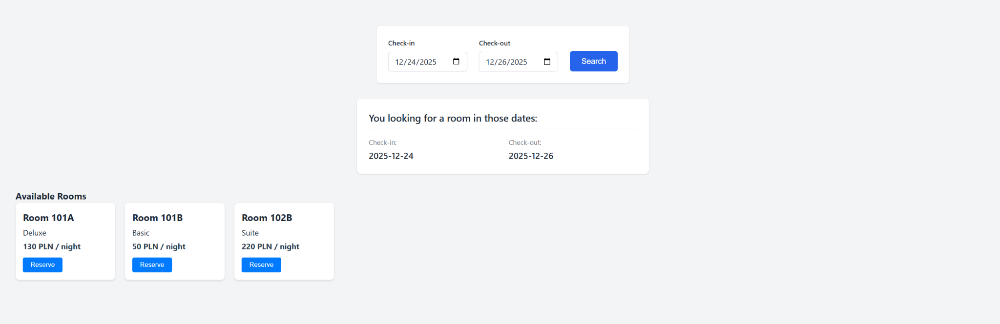 Check-in
Check-out
12/24/2025
12/26/2025
Search
You looking for a room in those dates:
Check-in:
Check-out:
2025-12-24
2025-12-26
Available Rooms
Room 101A
Deluxe
130 PLN / night
Reserve
Room 101B
Basic
50 PLN / night
Reserve
Room 102B
Suite
220 PLN / night
Reserve